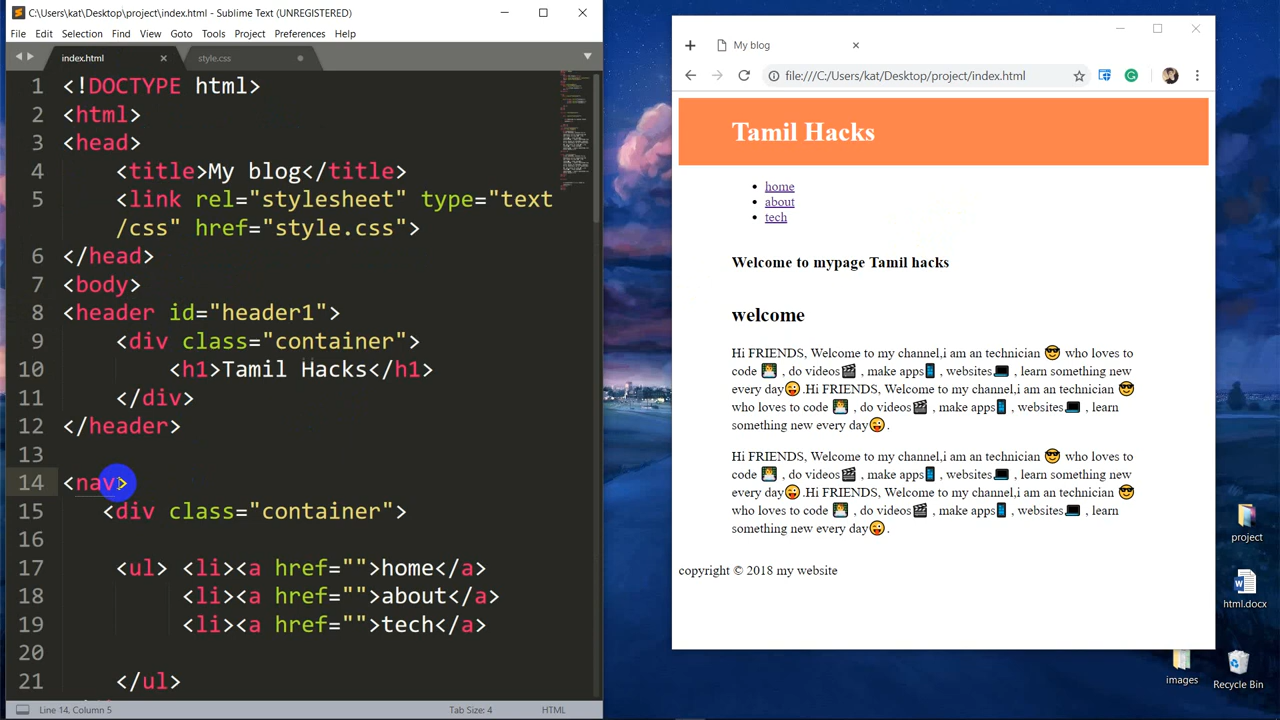 C:\Users\kat\Desktop\project\index.html - Sublime Text (UNREGISTERED)
File Edit Selection Find View Goto Tools Project Preferences Help
index.html
style.css
1 <!DOCTYPE html>
2 <html>
3 <head>
4 <title>My blog</title>
5 <link rel="stylesheet" type="text
/css" href="style.css">
6 </head>
7 <body>
8 <header id="header1">
9 <div class="container">
10 <h1>Tamil Hacks</h1>
11 </div>
12 </header>
13
14 <nav>
15 <div class="container">
16
17 <ul> <li><a href="">home</a>
18 <li><a href="">about</a>
19 <li><a href="">tech</a>
20
21 </ul>
Line 14, Column 5
Tab Size: 4
HTML
My blog
file:///C:/Users/kat/Desktop/project/index.html
Tamil Hacks
• home
• about
• tech
Welcome to mypage Tamil hacks
welcome
Hi FRIENDS, Welcome to my channel,i am an technician 😎 who loves to
code 👨‍💻 , do videos🎬 , make apps📱 , websites💻 , learn something new
every day😜.Hi FRIENDS, Welcome to my channel,i am an technician 😎
who loves to code 👨‍💻 , do videos🎬 , make apps📱 , websites💻 , learn
something new every day😜.
Hi FRIENDS, Welcome to my channel,i am an technician 😎 who loves to
code 👨‍💻 , do videos🎬 , make apps📱 , websites💻 , learn something new
every day😜.Hi FRIENDS, Welcome to my channel,i am an technician 😎
who loves to code 👨‍💻 , do videos🎬 , make apps📱 , websites💻 , learn
something new every day😜.
copyright © 2018 my website
project
html.docx
images
Recycle Bin